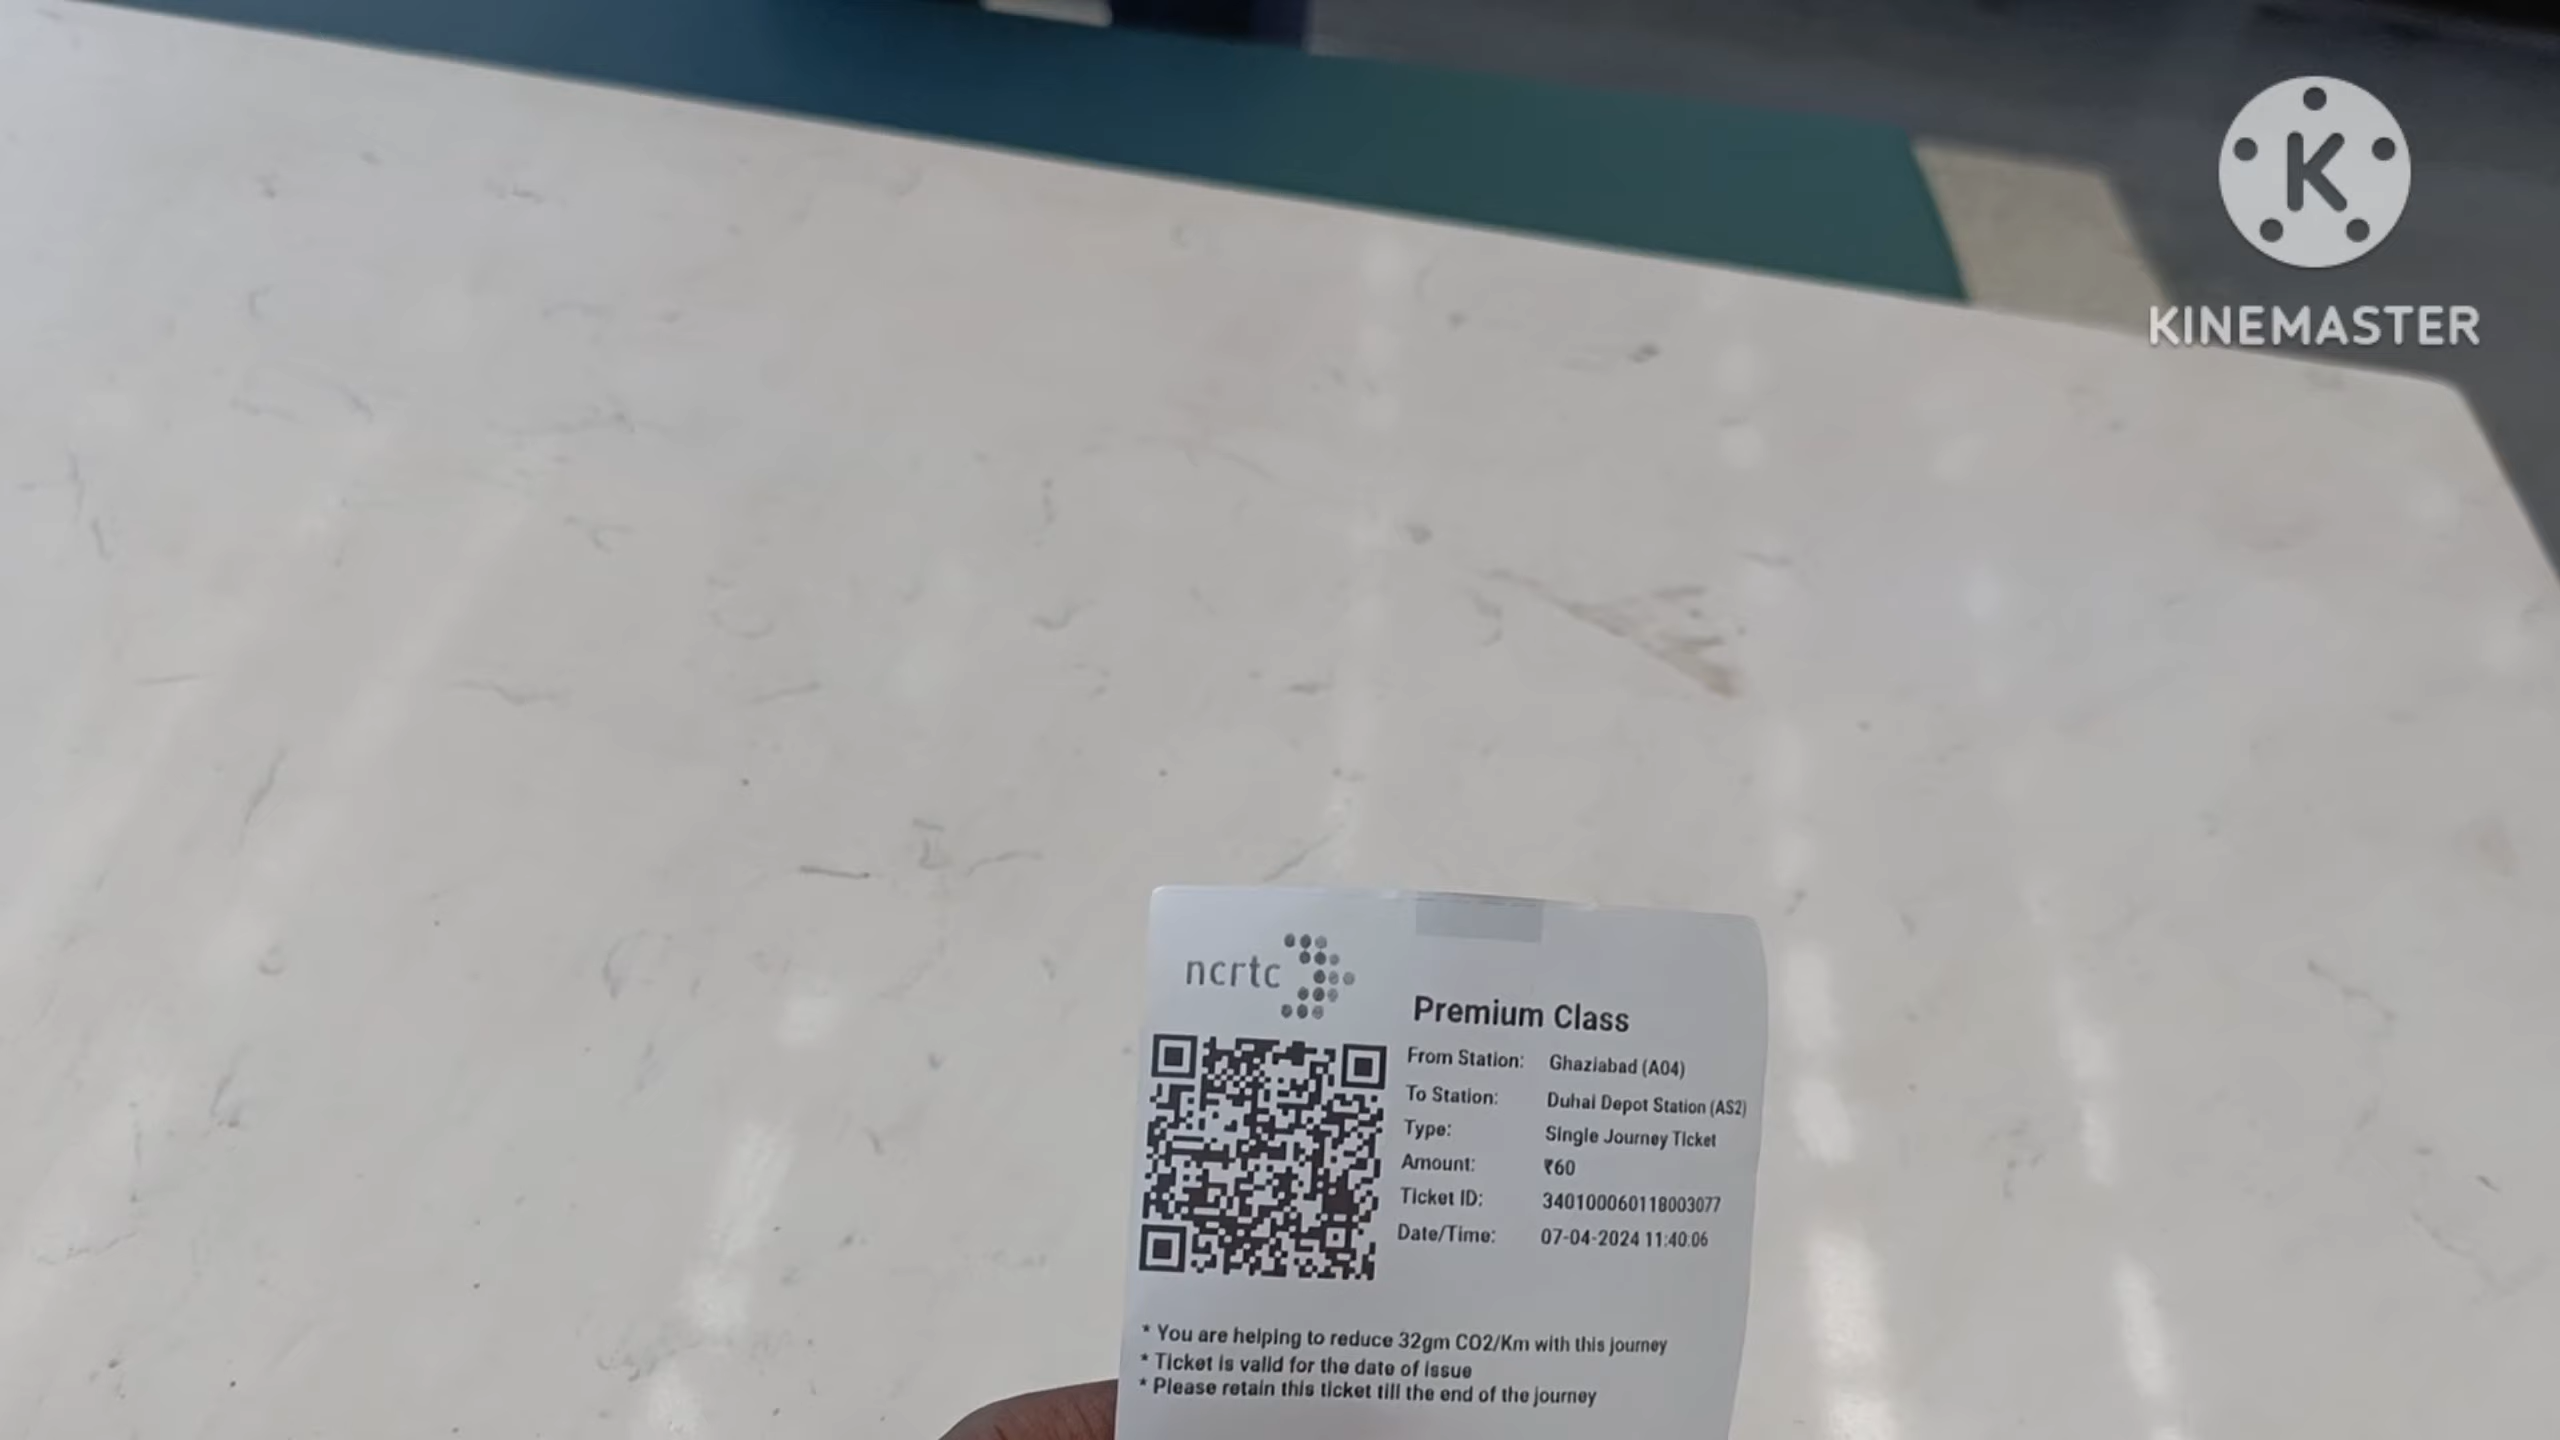 K
KINEMASTER
ncrtc
Premium Class
From Station: Ghaziabad (A04)
To Station: Duhai Depot Station (AS2)
Type: Single Journey Ticket
Amount: ₹60
Ticket ID: 340100060118003077
Date/Time: 07-04-2024 11:40:06
* You are helping to reduce 32gm CO2/Km with this journey
* Ticket is valid for the date of issue
* Please retain this ticket till the end of the journey